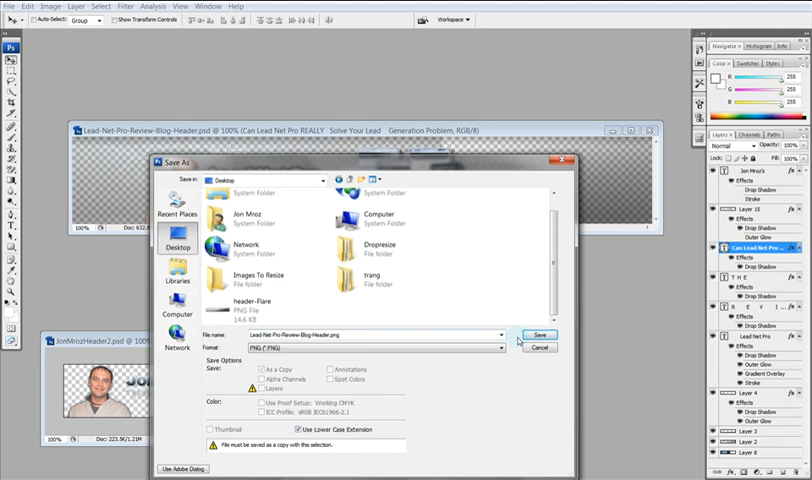 File Edit Image Layer Select Filter Analysis View Window Help
Auto-Select: Group Show Transform Controls Workspace
Navigator Histogram Info
Color Swatches Styles
R 255
G 255
B 255
Lead-Net-Pro-Review-Blog-Header.psd @ 100% (Can Lead Net Pro REALLY Solve Your Lead Generation Problem, RGB/8)
Save As
Save in: Desktop
System Folder System Folder
Recent Places
Jon Mroz
System Folder
Computer
System Folder
Desktop
Network
System Folder
Dropresize
File folder
Libraries
Images To Resize
File folder
trang
File folder
Computer
header-Flare
PNG File
14.6 KB
Network
File name: Lead-Net-Pro-Review-Blog-Header.png Save
Format: PNG (*.PNG) Cancel
Save Options
Save: As a Copy Annotations
Alpha Channels Spot Colors
Layers
Color: Use Proof Setup: Working CMYK
ICC Profile: sRGB IEC61966-2.1
Thumbnail Use Lower Case Extension
File must be saved as a copy with this selection.
Use Adobe Dialog
100% Doc: 632.8
JonMrozHeader2.psd @ 100%
100% Doc: 223.5K/1.21M
Layers Channels Paths
Normal Opacity: 100%
Lock: Fill: 100%
Jon Mroz's
Effects
Drop Shadow
Stroke
Layer 15
Effects
Drop Shadow
Outer Glow
Can Lead Net Pro ...
Effects
Drop Shadow
T H E
Effects
Drop Shadow
R E V I ...
Effects
Drop Shadow
Lead Net Pro
Effects
Drop Shadow
Outer Glow
Gradient Overlay
Stroke
Layer 4
Effects
Drop Shadow
Layer 3
Layer 2
Layer 8